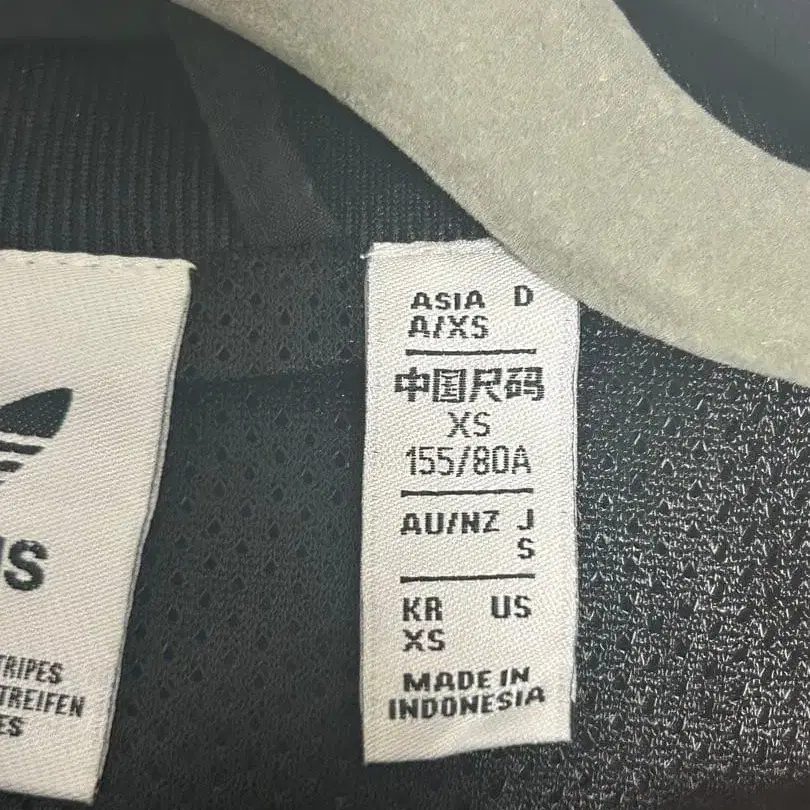 US
TRIPES
TREIFEN
ES
ASIA D
A/XS
中国尺码
XS
155/80A
AU/NZ J
S
KR US
XS
MADE IN
INDONESIA